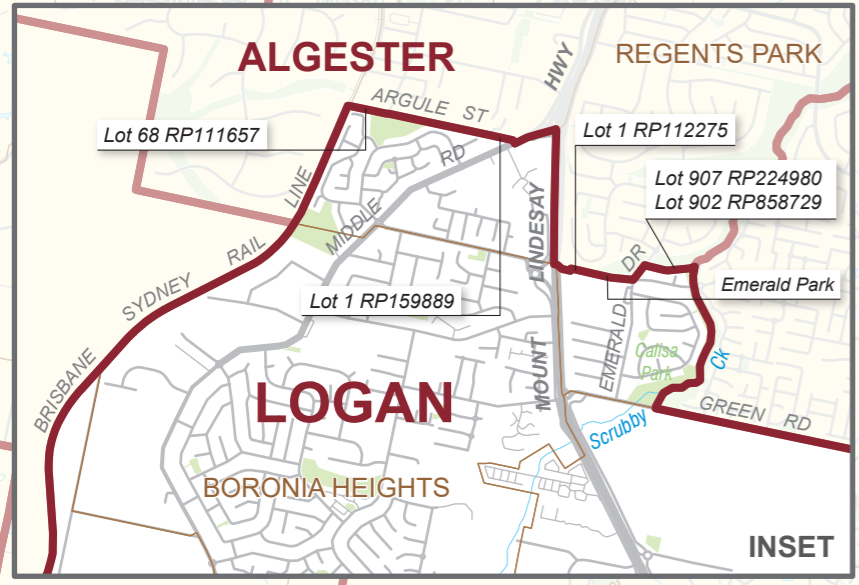 ALGESTER
REGENTS PARK
HWY
ARGULE ST
Lot 68 RP111657
Lot 1 RP112275
RD
Lot 907 RP224980
Lot 902 RP858729
LINE
MIDDLE
LINDESAY
RAIL
DR
Emerald Park
SYDNEY
Lot 1 RP159889
EMERALD
Calisa
Park
Ck
BRISBANE
MOUNT
LOGAN
GREEN RD
Scrubby
BORONIA HEIGHTS
INSET